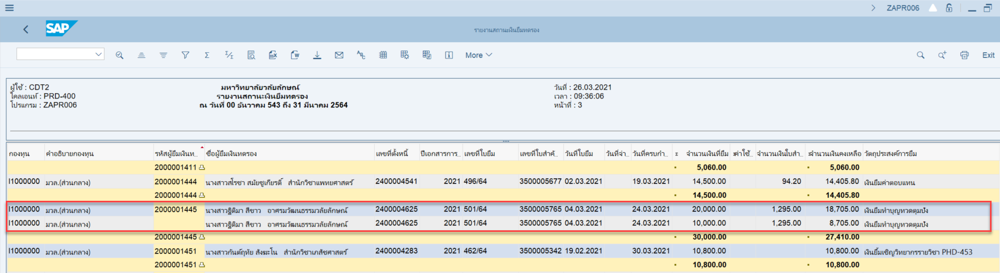 ZAPR006
SAP
รายงานสถานะเงินยืมทดรอง
More
Exit
ผู้ใช้ : CDT2 มหาวิทยาลัยวลัยลักษณ์ วันที่ : 26.03.2021
ไคลเอนท์ : PRD-400 รายงานสถานะเงินยืมทดรอง เวลา : 09:36:06
โปรแกรม : ZAPR006 ณ วันที่ 00 ธันวาคม 543 ถึง 31 มีนาคม 2564 หน้าที่ : 3
กองทุน คำอธิบายกองทุน รหัสผู้ยืมเงินท... ชื่อผู้ยืมเงินทดรอง เลขที่ตั้งหนี้ ปีเอกสารการ... เลขที่ใบยืม เลขที่ใบสำคั... วันที่ใบยืม วันที่จ่า... วันที่ครบกำ... Σ จำนวนเงินที่ยืม ค่าใช้... จำนวนเงินใบสำ... จำนวนเงินคงเหลือ วัตถุประสงค์การยืม
2000001411 5,060.00 5,060.00
I1000000 มวล.(ส่วนกลาง) 2000001444 นางสาวสโรชา สมัยชูเกียรติ์ สำนักวิชาแพทยศาสตร์ 2400004541 2021 496/64 3500005677 02.03.2021 19.03.2021 14,500.00 94.20 14,405.80 เงินยืมค่าตอบแทน
2000001444 14,500.00 14,405.80
I1000000 มวล.(ส่วนกลาง) 2000001445 นางสาวฐิติมา สีขาว อาศรมวัฒนธรรมวลัยลักษณ์ 2400004625 2021 501/64 3500005765 04.03.2021 24.03.2021 20,000.00 1,295.00 18,705.00 เงินยืมทำบุญทวดตุมปัง
I1000000 มวล.(ส่วนกลาง) นางสาวฐิติมา สีขาว อาศรมวัฒนธรรมวลัยลักษณ์ 2400004625 2021 501/64 3500005765 04.03.2021 24.03.2021 10,000.00 1,295.00 8,705.00 เงินยืมทำบุญทวดตุมปัง
2000001445 30,000.00 27,410.00
I1000000 มวล.(ส่วนกลาง) 2000001451 นางสาวกันต์ฤทัย สังฆะโน สำนักวิชาเภสัชศาสตร์ 2400004283 2021 462/64 3500005342 19.02.2021 30.03.2021 10,800.00 10,800.00 เงินยื้มเชิญวิทยากรรายวิชา PHD-453
2000001451 10,800.00 10,800.00